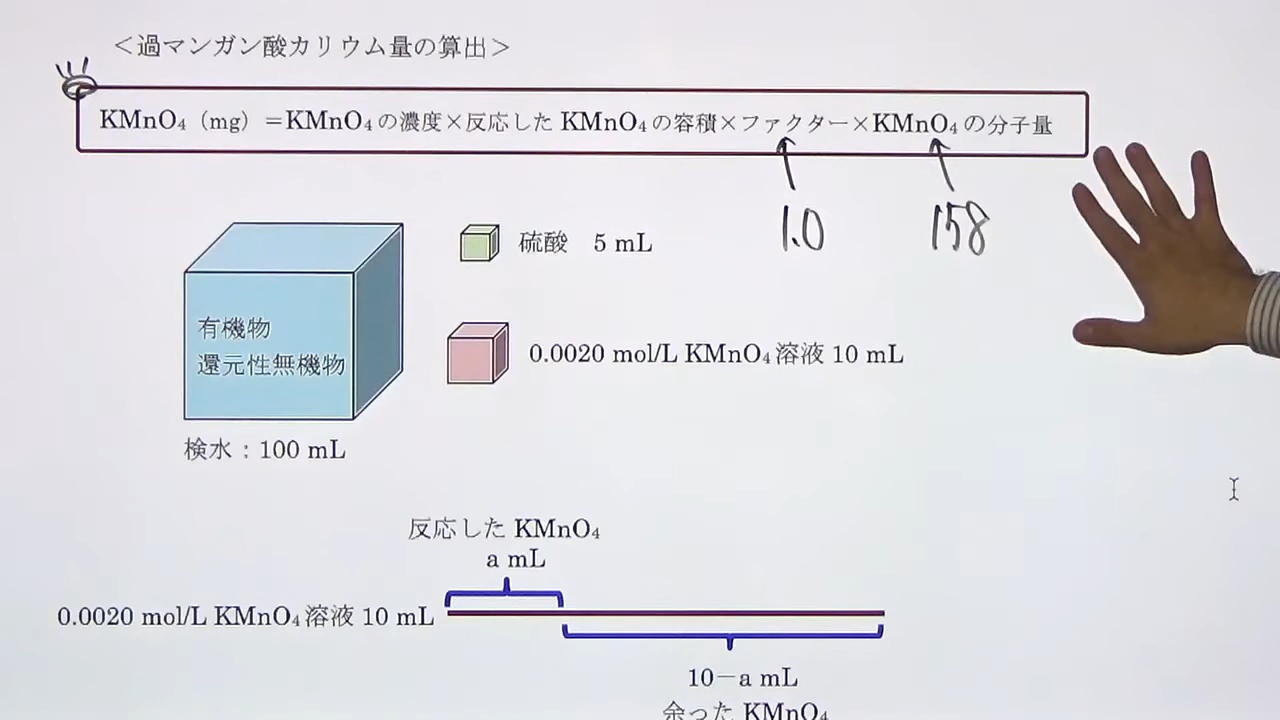 ＜過マンガン酸カリウム量の算出＞
KMnO₄（mg）＝KMnO₄の濃度×反応したKMnO₄の容積×ファクター×KMnO₄の分子量
1.0
158
硫酸　5 mL
有機物
還元性無機物
0.0020 mol/L KMnO₄溶液 10 mL
検水：100 mL
反応した KMnO₄
a mL
0.0020 mol/L KMnO₄溶液 10 mL
10－a mL
余った KMnO₄